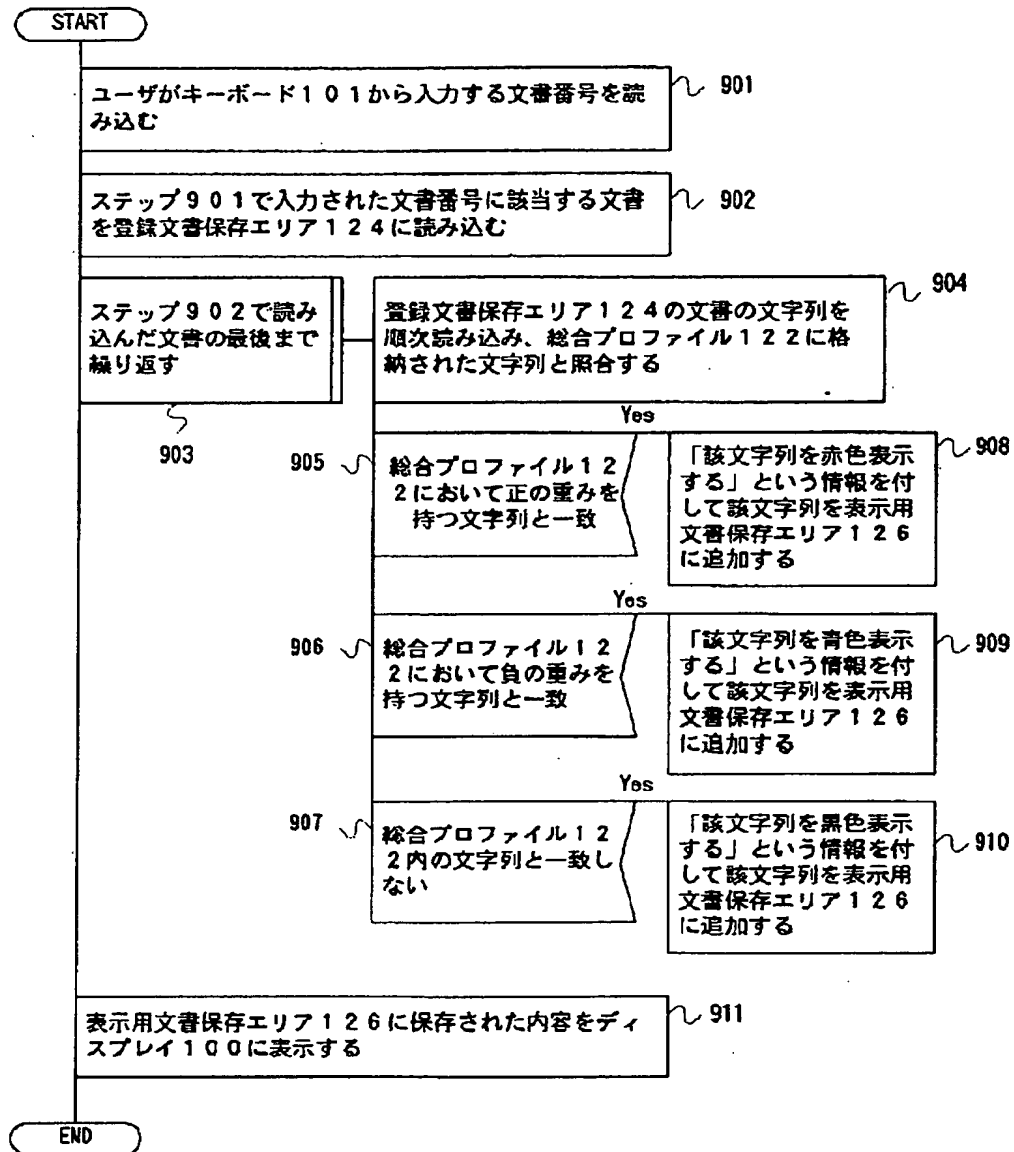 START
ユーザがキーボード101から入力する文書番号を読
み込む
901
ステップ901で入力された文書番号に該当する文書
を登録文書保存エリア124に読み込む
902
ステップ902で読み
込んだ文書の最後まで
繰り返す
903
登録文書保存エリア124の文書の文字列を
順次読み込み、総合プロファイル122に格
納された文字列と照合する
904
Yes
905
総合プロファイル12
2において正の重みを
持つ文字列と一致
「該文字列を赤色表示
する」という情報を付
して該文字列を表示用
文書保存エリア126
に追加する
908
Yes
906
総合プロファイル12
2において負の重みを
持つ文字列と一致
「該文字列を青色表示
する」という情報を付
して該文字列を表示用
文書保存エリア126
に追加する
909
Yes
907
総合プロファイル12
2内の文字列と一致し
ない
「該文字列を黒色表示
する」という情報を付
して該文字列を表示用
文書保存エリア126
に追加する
910
表示用文書保存エリア126に保存された内容をディ
スプレイ100に表示する
911
END